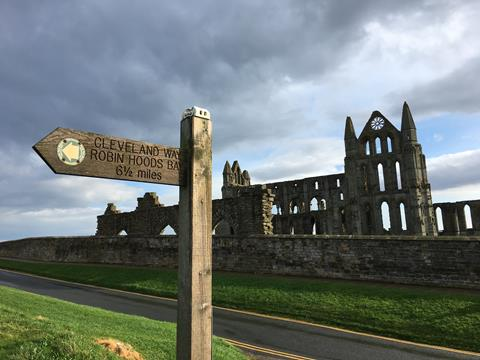 CLEVELAND WAY
ROBIN HOODS BAY
6½ miles